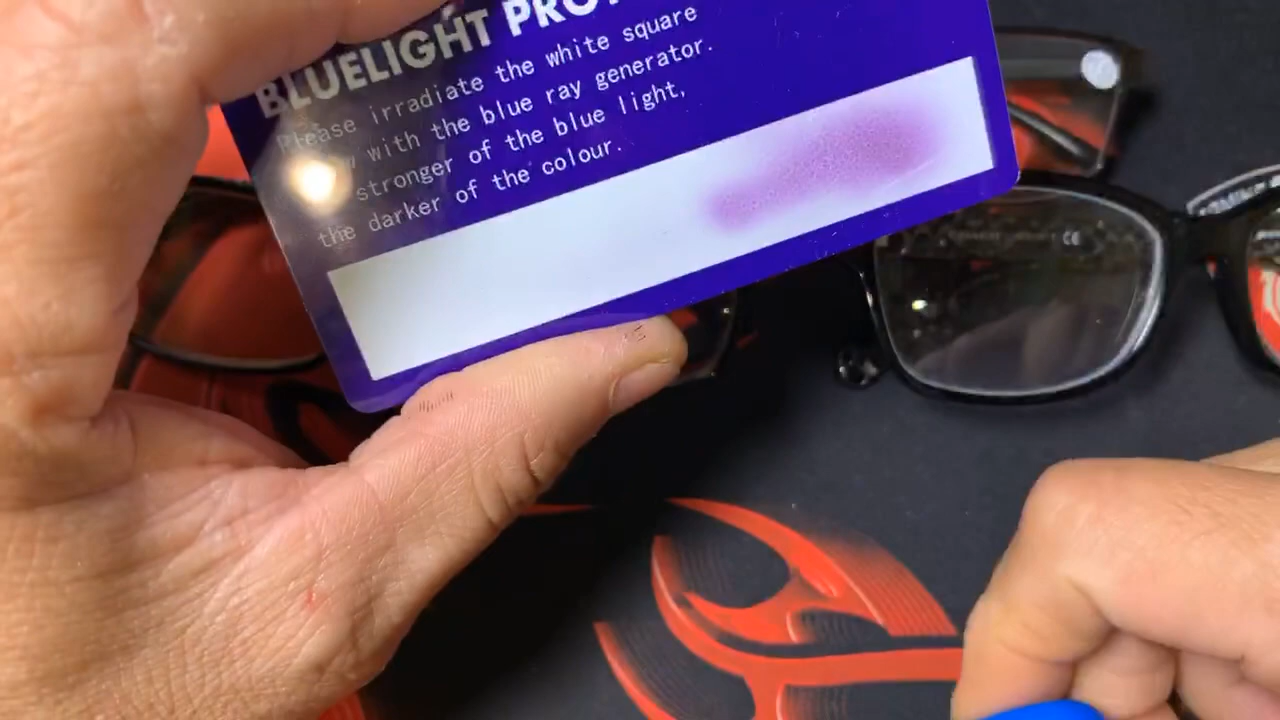 BLUELIGHT
Please irradiate the white square
with the blue ray generator.
stronger of the blue light,
the darker of the colour.
CE